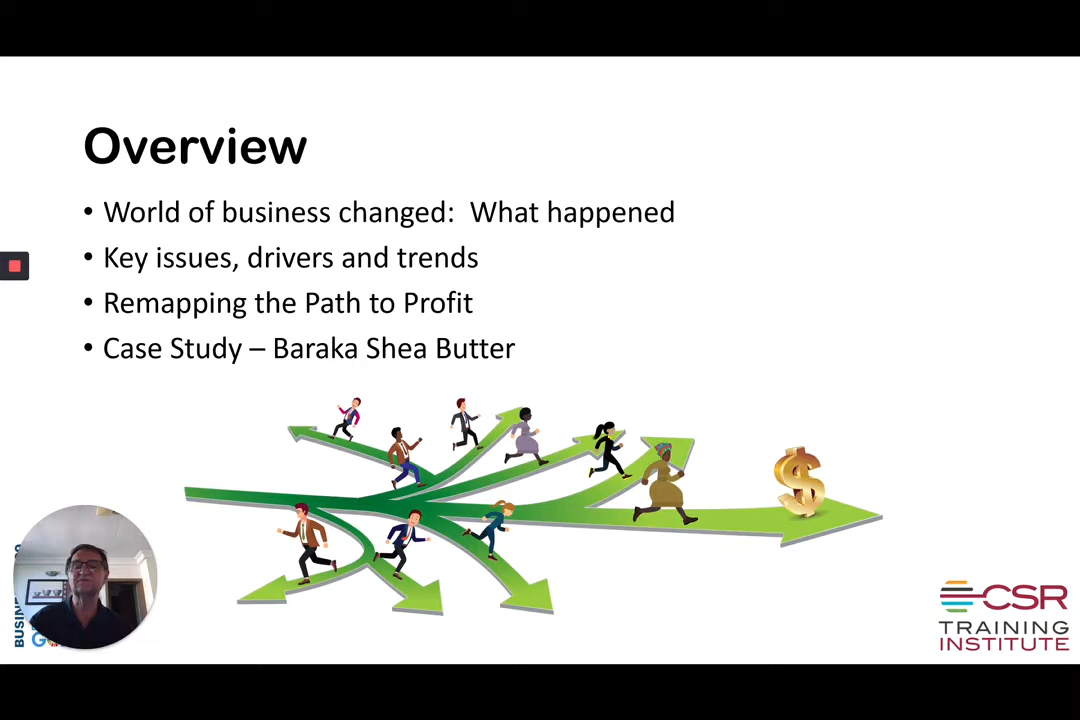 Overview
• World of business changed:  What happened
• Key issues, drivers and trends
• Remapping the Path to Profit
• Case Study – Baraka Shea Butter
$
CSR
TRAINING
INSTITUTE